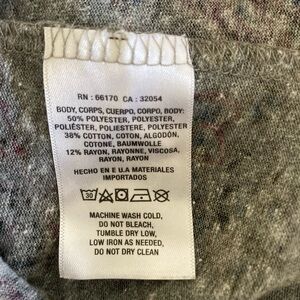 RN : 66170 CA : 32054
BODY, CORPS, CUERPO, CORPO, BODY:
50% POLYESTER, POLYESTER,
POLIÉSTER, POLIESTERE, POLYESTER
38% COTTON, COTON, ALGODÓN,
COTONE, BAUMWOLLE
12% RAYON, RAYONNE, VISCOSA,
RAYON, RAYON
HECHO EN E U.A MATERIALES
IMPORTADOS
30
MACHINE WASH COLD,
DO NOT BLEACH,
TUMBLE DRY LOW,
LOW IRON AS NEEDED,
DO NOT DRY CLEAN